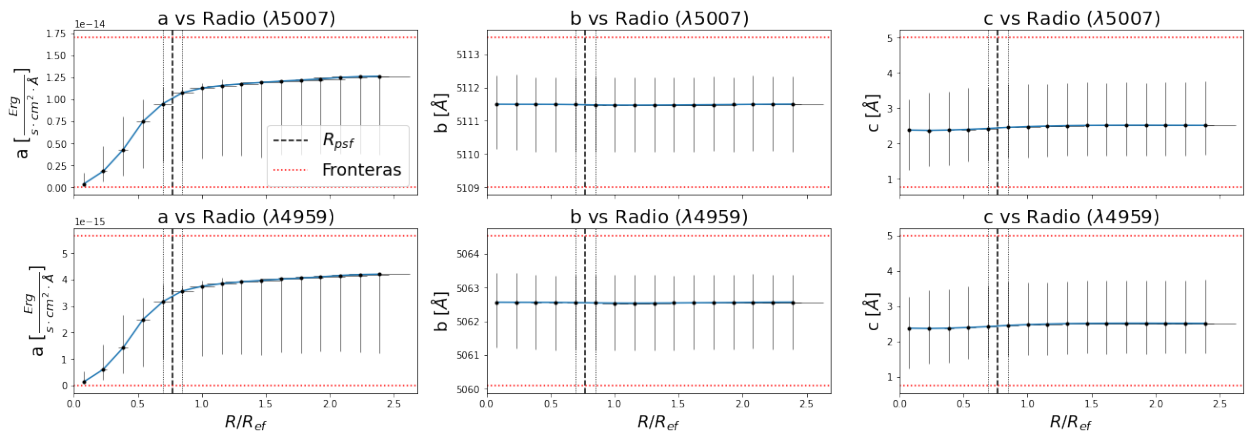 a vs Radio (λ5007)
1e−14
1.75
1.50
1.25
1.00
0.75
0.50
0.25
0.00
a [Erg / s · cm² · Å]
R_psf
Fronteras
b vs Radio (λ5007)
5113
5112
5111
5110
5109
b [Å]
c vs Radio (λ5007)
5
4
3
2
1
c [Å]
a vs Radio (λ4959)
1e−15
5
4
3
2
1
0
a [Erg / s · cm² · Å]
0.0 0.5 1.0 1.5 2.0 2.5
R/R_ef
b vs Radio (λ4959)
5064
5063
5062
5061
5060
b [Å]
0.0 0.5 1.0 1.5 2.0 2.5
R/R_ef
c vs Radio (λ4959)
5
4
3
2
1
c [Å]
0.0 0.5 1.0 1.5 2.0 2.5
R/R_ef